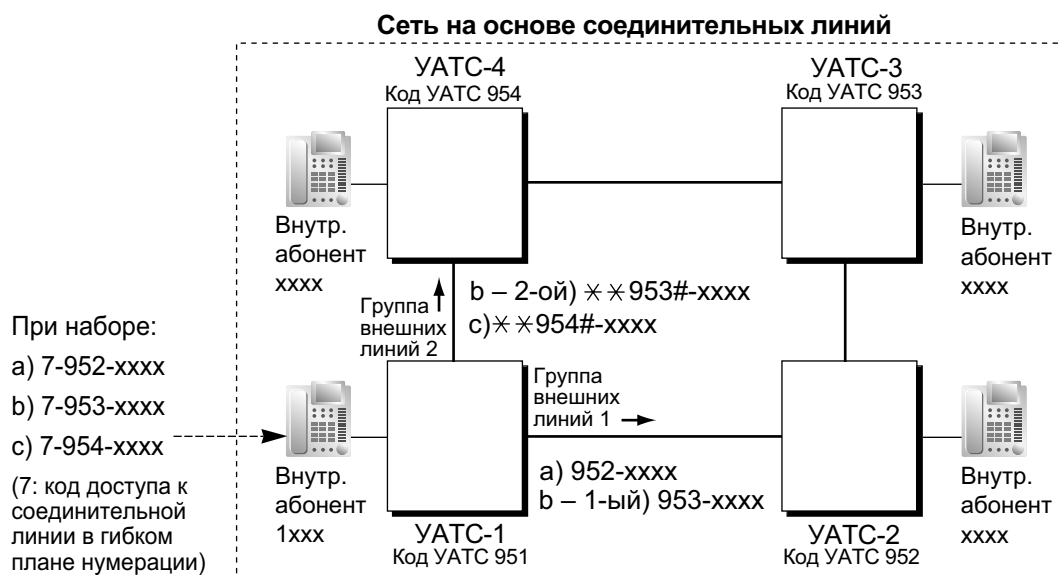 Сеть на основе соединительных линий
УАТС-4
Код УАТС 954
УАТС-3
Код УАТС 953
Внутр.
абонент
xxxx
Внутр.
абонент
xxxx
Группа
внешних
линий 2
b – 2-ой) ✳✳953#-xxxx
c)✳✳954#-xxxx
При наборе:
a) 7-952-xxxx
b) 7-953-xxxx
c) 7-954-xxxx
(7: код доступа к
соединительной
линии в гибком
плане нумерации)
Внутр.
абонент
1xxx
Группа
внешних
линий 1
a) 952-xxxx
b – 1-ый) 953-xxxx
Внутр.
абонент
xxxx
УАТС-1
Код УАТС 951
УАТС-2
Код УАТС 952